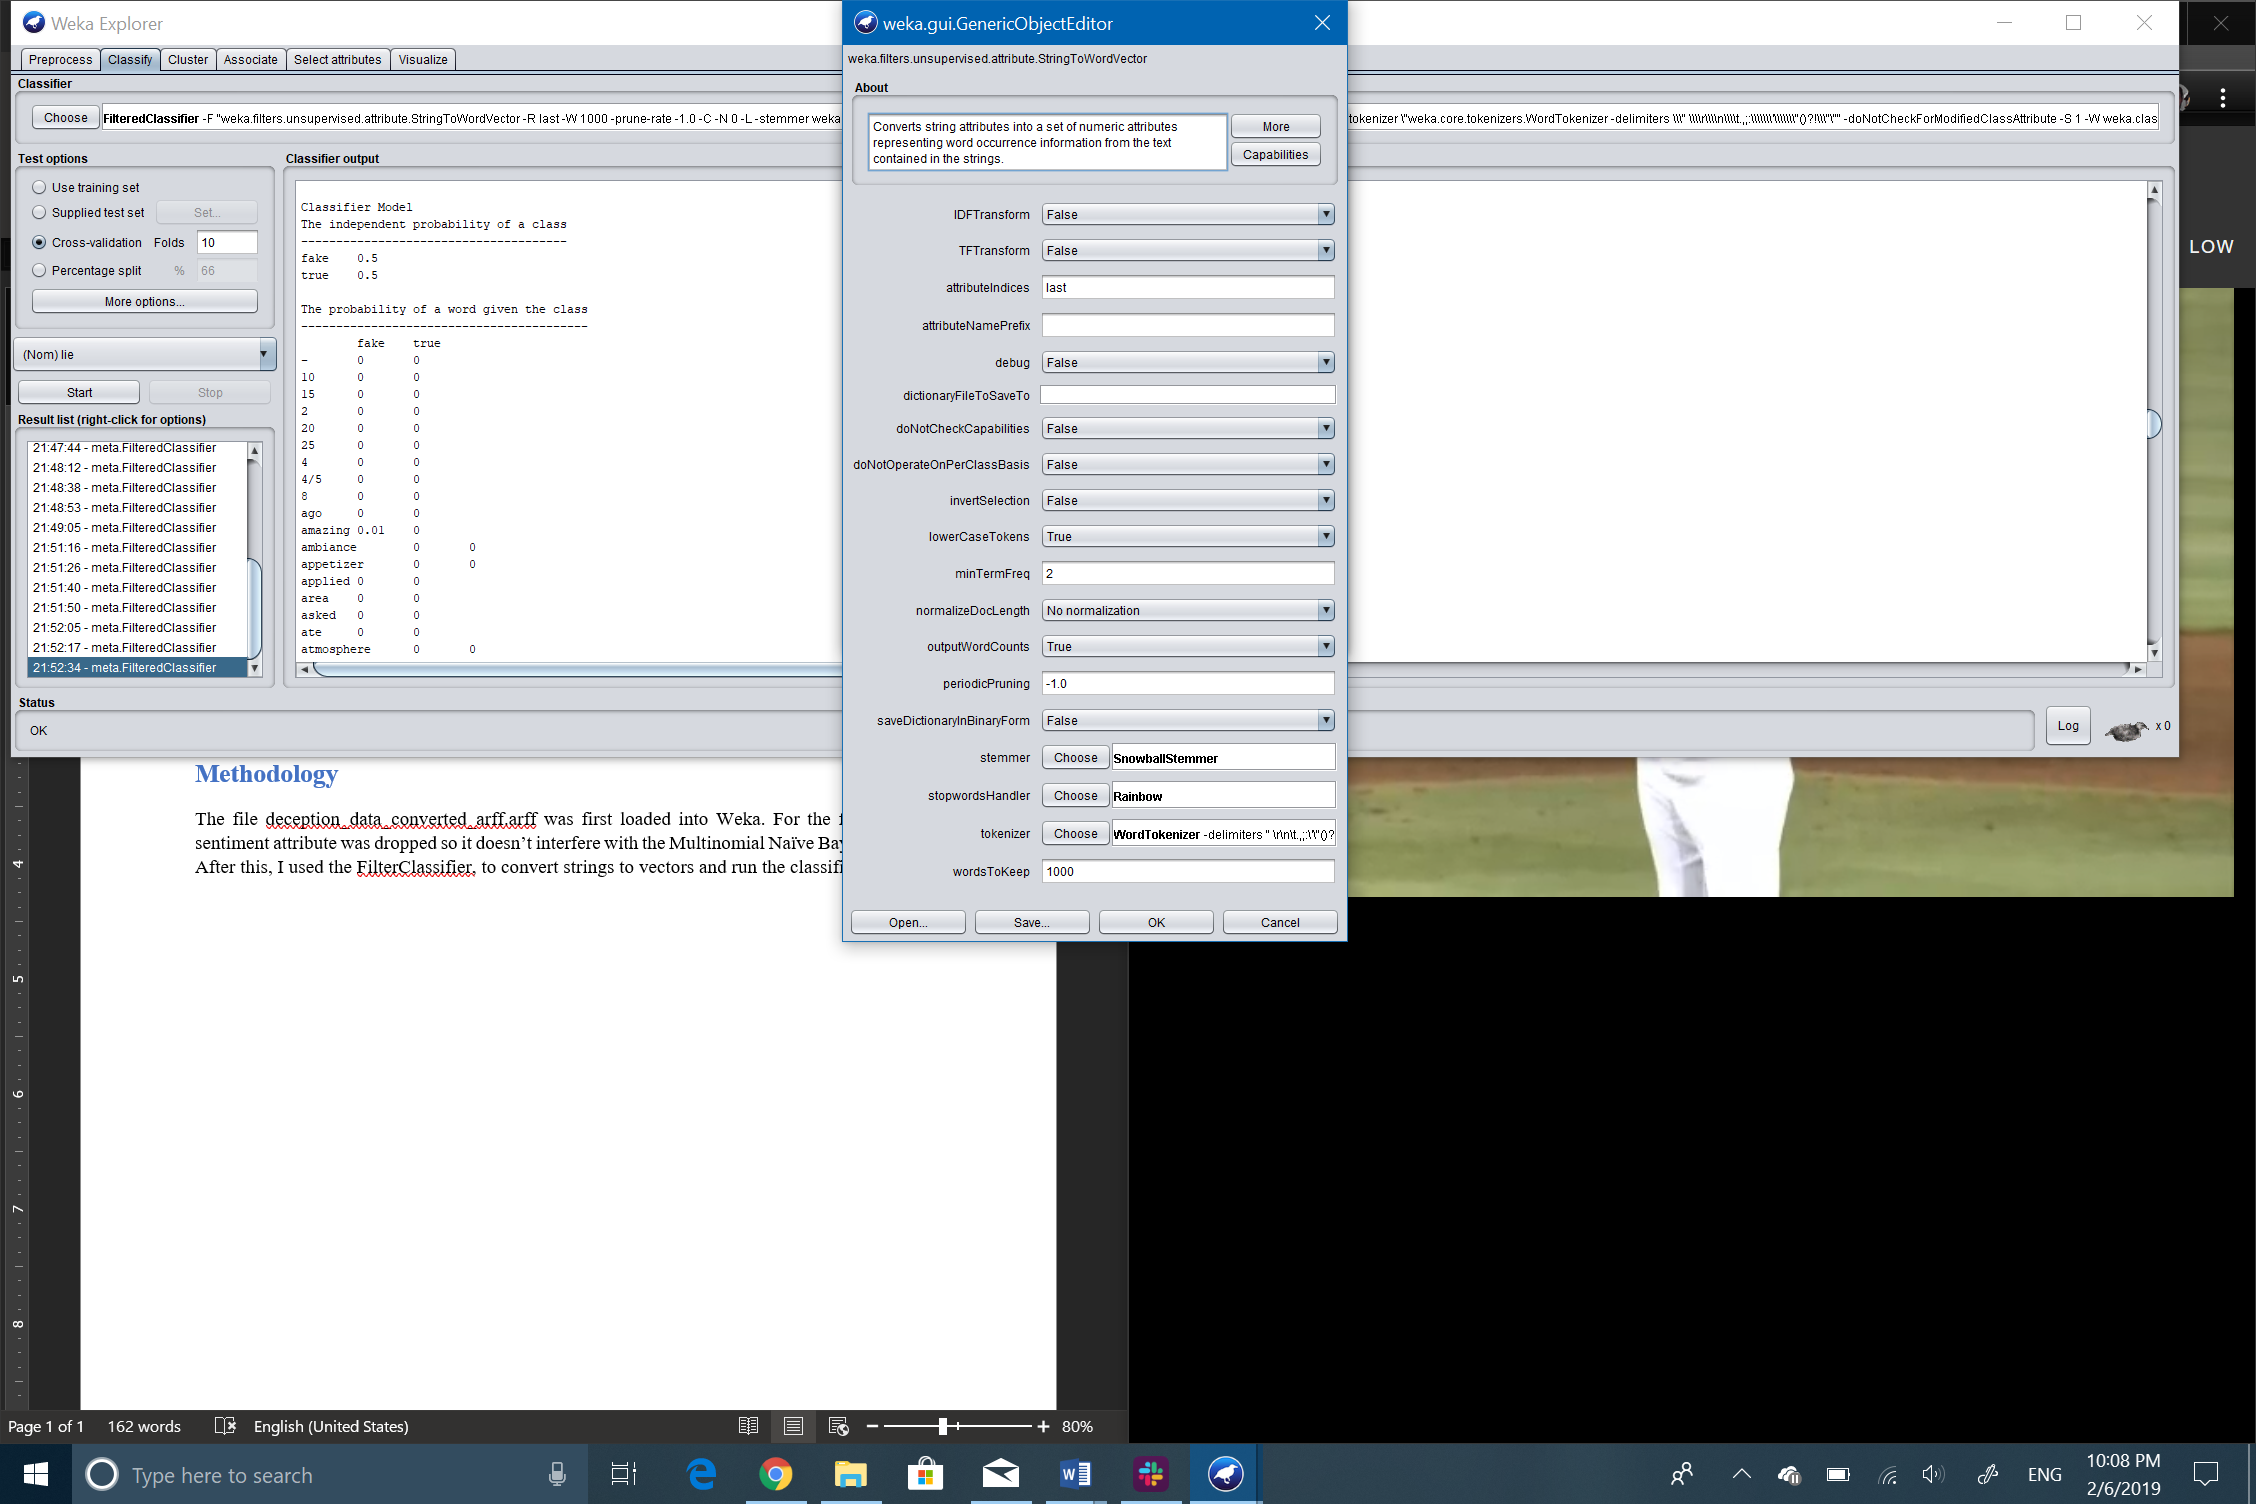 Weka Explorer
Preprocess Classify Cluster Associate Select attributes Visualize
Classifier
Choose FilteredClassifier -F "weka.filters.unsupervised.attribute.StringToWordVector -R last -W 1000 -prune-rate -1.0 -C -N 0 -L -stemmer weka
tokenizer \"weka.core.tokenizers.WordTokenizer -delimiters
-doNotCheckForModifiedClassAttribute -S 1 -W weka.clas
Test options
Use training set
Supplied test set Set...
Cross-validation Folds 10
Percentage split % 66
More options...
(Nom) lie
Start Stop
Result list (right-click for options)
21:47:44 - meta.FilteredClassifier
21:48:12 - meta.FilteredClassifier
21:48:38 - meta.FilteredClassifier
21:48:53 - meta.FilteredClassifier
21:49:05 - meta.FilteredClassifier
21:51:16 - meta.FilteredClassifier
21:51:26 - meta.FilteredClassifier
21:51:40 - meta.FilteredClassifier
21:51:50 - meta.FilteredClassifier
21:52:05 - meta.FilteredClassifier
21:52:17 - meta.FilteredClassifier
21:52:34 - meta.FilteredClassifier
Classifier output
Classifier Model
The independent probability of a class
--------------------------------------
fake 0.5
true 0.5
The probability of a word given the class
-----------------------------------------
fake true
- 0 0
10 0 0
15 0 0
2 0 0
20 0 0
25 0 0
4 0 0
4/5 0 0
8 0 0
ago 0 0
amazing 0.01 0
ambiance 0 0
appetizer 0 0
applied 0 0
area 0 0
asked 0 0
ate 0 0
atmosphere 0 0
Status
OK
Log x 0
weka.gui.GenericObjectEditor
weka.filters.unsupervised.attribute.StringToWordVector
About
Converts string attributes into a set of numeric attributes
representing word occurrence information from the text
contained in the strings.
More
Capabilities
IDFTransform False
TFTransform False
attributeIndices last
attributeNamePrefix
debug False
dictionaryFileToSaveTo
doNotCheckCapabilities False
doNotOperateOnPerClassBasis False
invertSelection False
lowerCaseTokens True
minTermFreq 2
normalizeDocLength No normalization
outputWordCounts True
periodicPruning -1.0
saveDictionaryInBinaryForm False
stemmer Choose SnowballStemmer
stopwordsHandler Choose Rainbow
tokenizer Choose WordTokenizer -delimiters " \r\n\t.,;:\'\"()?
wordsToKeep 1000
Open... Save... OK Cancel
LOW
Methodology
The file deception_data_converted_arff.arff was first loaded into Weka. For the f
sentiment attribute was dropped so it doesn't interfere with the Multinomial Naïve Bay
After this, I used the FilterClassifier, to convert strings to vectors and run the classifi
4
5
6
7
8
Page 1 of 1 162 words English (United States) 80%
Type here to search
ENG
10:08 PM
2/6/2019